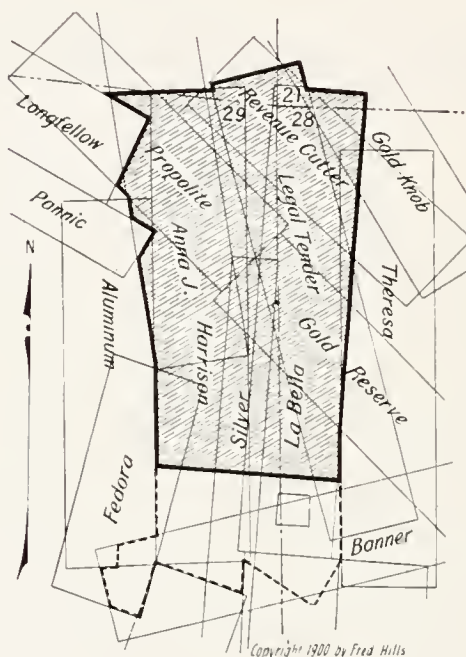 Longfellow
Pannic
Aluminum
Fedora
N
Propolite
Anna J.
Harrison
Silver
La Bella
Legal Tender
Revenue Cutter
29
21
28
Gold Knob
Theresa
Gold Reserve
Banner
Copyright 1900 by Fred Hills